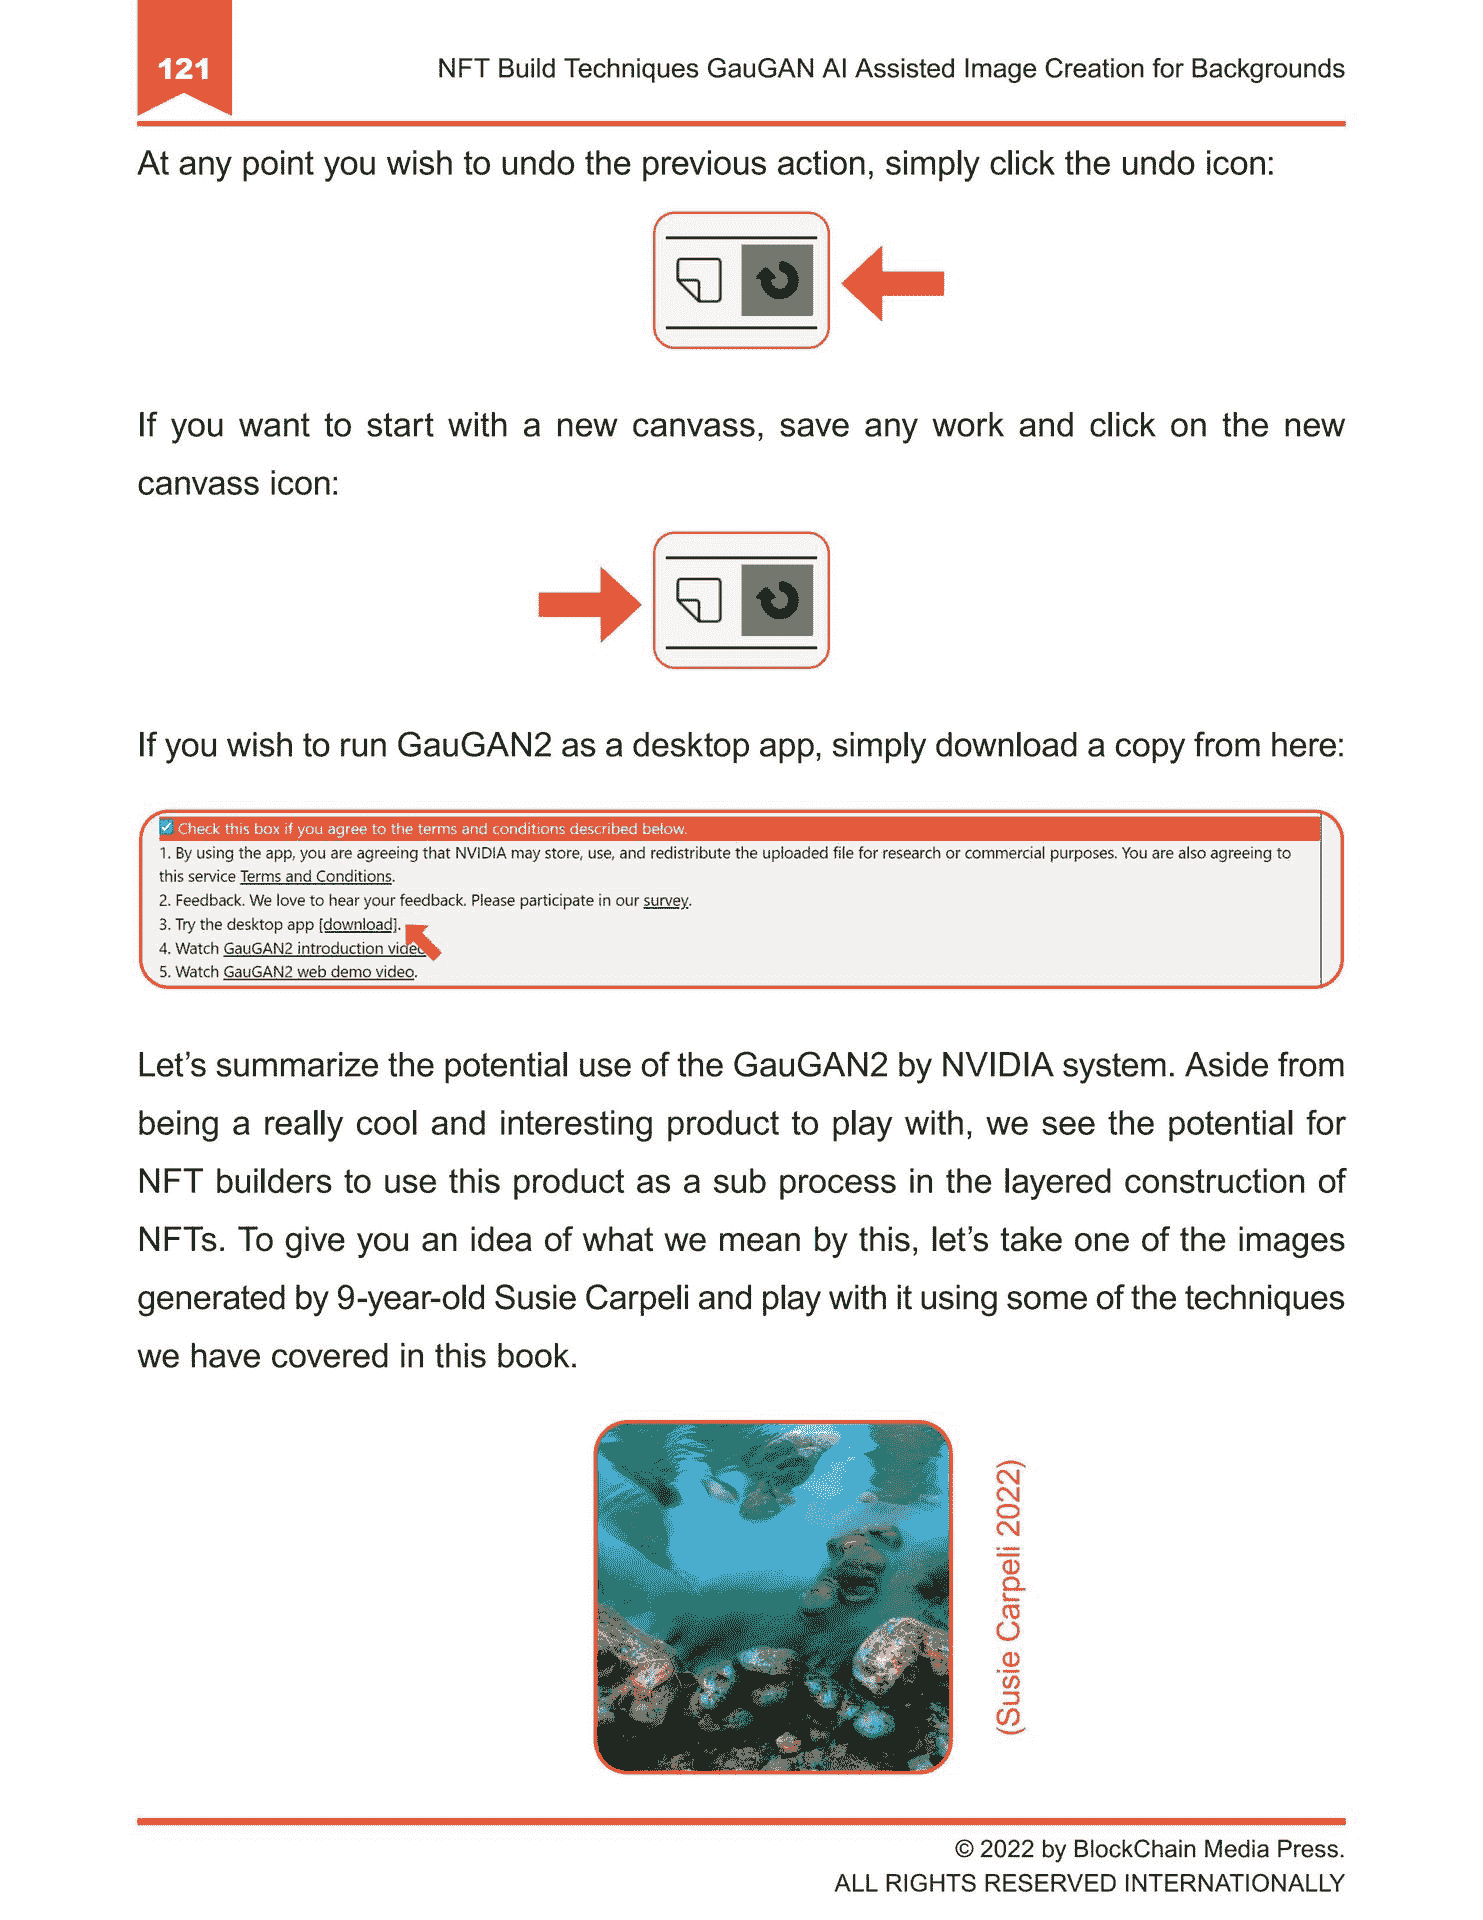 121
NFT Build Techniques GauGAN AI Assisted Image Creation for Backgrounds
At any point you wish to undo the previous action, simply click the undo icon:
If you want to start with a new canvass, save any work and click on the new
canvass icon:
If you wish to run GauGAN2 as a desktop app, simply download a copy from here:
Check this box if you agree to the terms and conditions described below.
1. By using the app, you are agreeing that NVIDIA may store, use, and redistribute the uploaded file for research or commercial purposes. You are also agreeing to
this service Terms and Conditions.
2. Feedback. We love to hear your feedback. Please participate in our survey.
3. Try the desktop app [download].
4. Watch GauGAN2 introduction video
5. Watch GauGAN2 web demo video.
Let’s summarize the potential use of the GauGAN2 by NVIDIA system. Aside from
being a really cool and interesting product to play with, we see the potential for
NFT builders to use this product as a sub process in the layered construction of
NFTs. To give you an idea of what we mean by this, let’s take one of the images
generated by 9-year-old Susie Carpeli and play with it using some of the techniques
we have covered in this book.
(Susie Carpeli 2022)
© 2022 by BlockChain Media Press.
ALL RIGHTS RESERVED INTERNATIONALLY